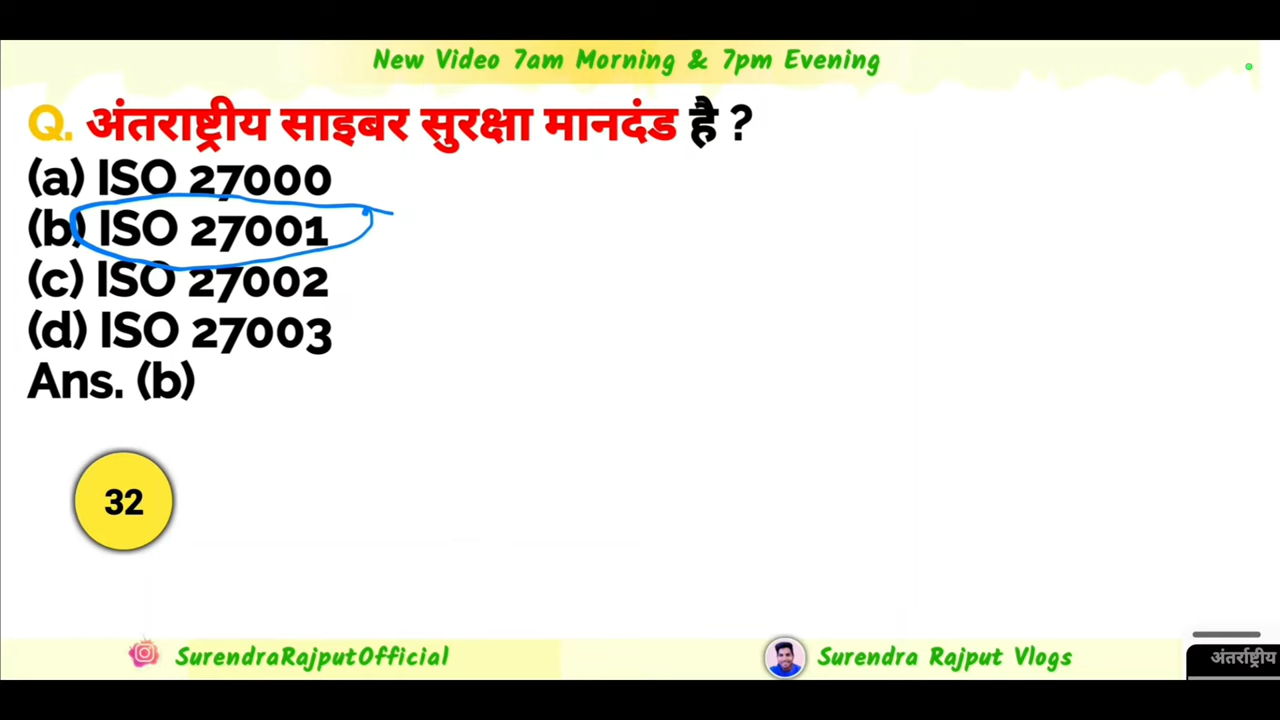 New Video 7am Morning & 7pm Evening
Q. अंतराष्ट्रीय साइबर सुरक्षा मानदंड है ?
(a) ISO 27000
(b) ISO 27001
(c) ISO 27002
(d) ISO 27003
Ans. (b)
32
SurendraRajputOfficial
Surendra Rajput Vlogs
अंतर्राष्ट्रीय